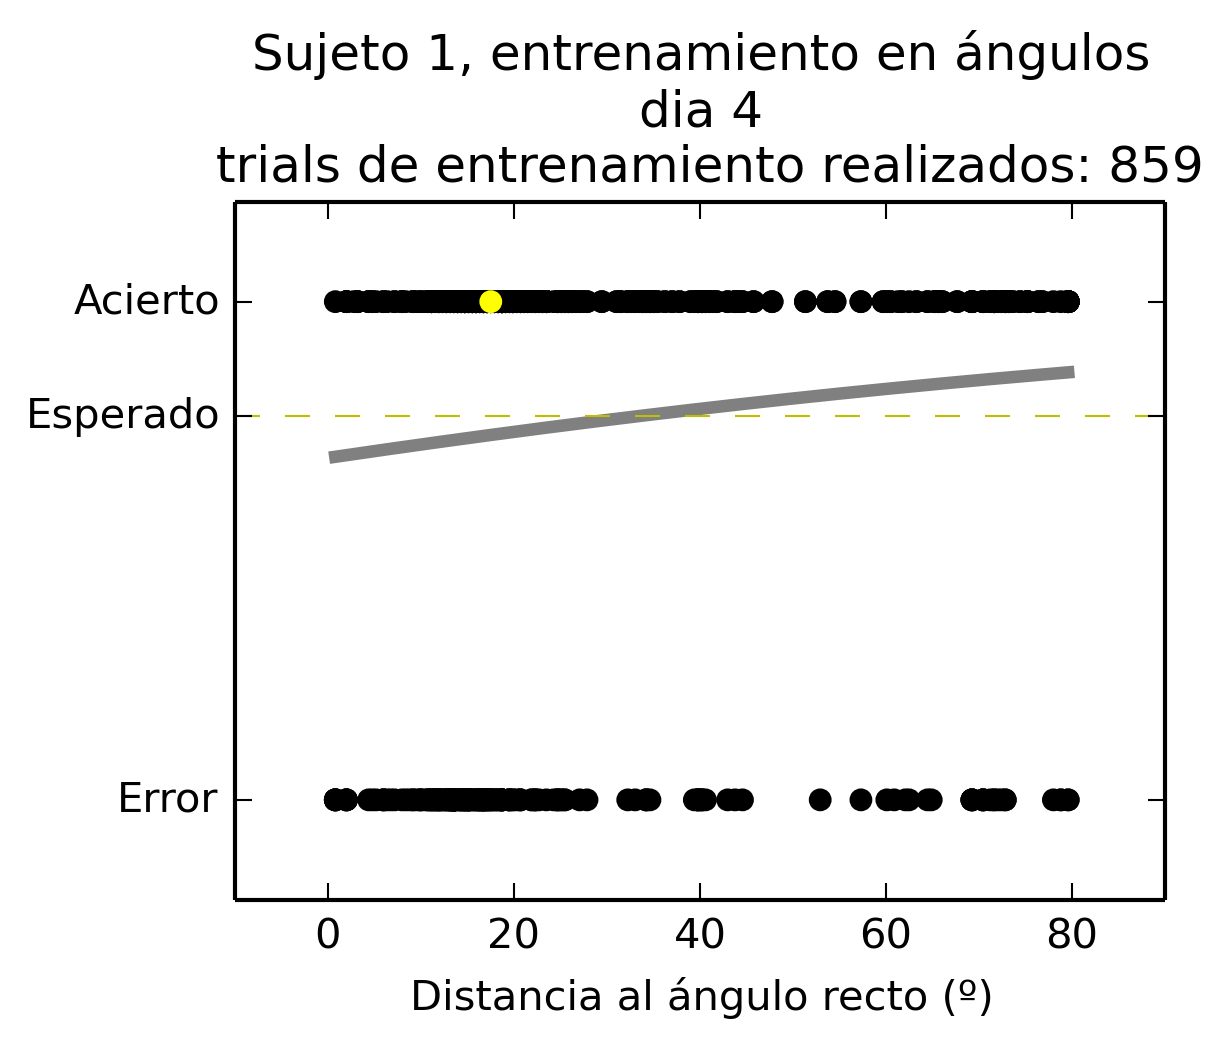 Sujeto 1, entrenamiento en ángulos
dia 4
trials de entrenamiento realizados: 859
Acierto
Esperado
Error
0 20 40 60 80
Distancia al ángulo recto (º)